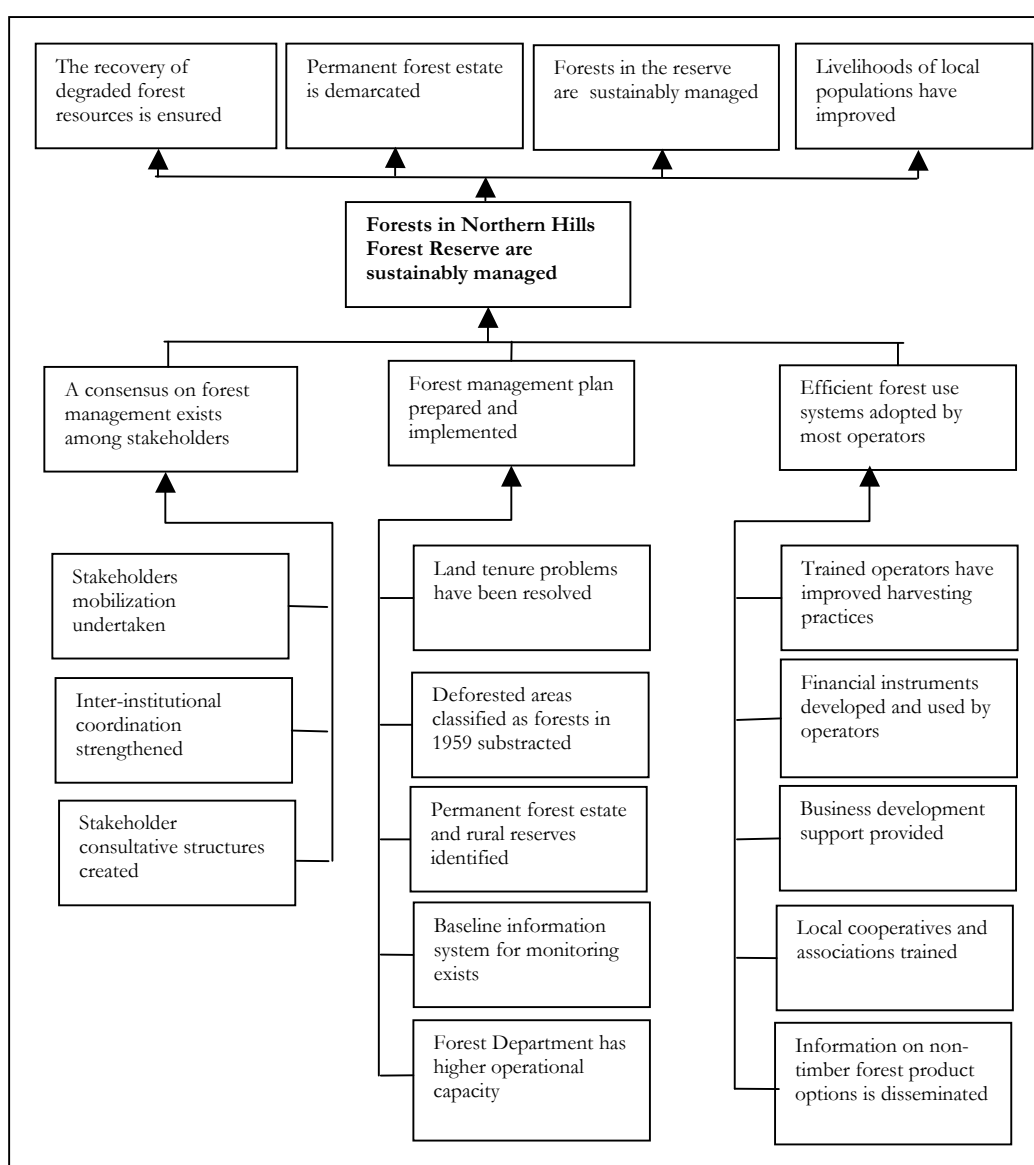 The recovery of
degraded forest
resources is ensured
Permanent forest estate
is demarcated
Forests in the reserve
are sustainably managed
Livelihoods of local
populations have
improved
Forests in Northern Hills
Forest Reserve are
sustainably managed
A consensus on forest
management exists
among stakeholders
Forest management plan
prepared and
implemented
Efficient forest use
systems adopted by
most operators
Stakeholders
mobilization
undertaken
Inter-institutional
coordination
strengthened
Stakeholder
consultative structures
created
Land tenure problems
have been resolved
Deforested areas
classified as forests in
1959 substracted
Permanent forest estate
and rural reserves
identified
Baseline information
system for monitoring
exists
Forest Department has
higher operational
capacity
Trained operators have
improved harvesting
practices
Financial instruments
developed and used by
operators
Business development
support provided
Local cooperatives and
associations trained
Information on non-
timber forest product
options is disseminated